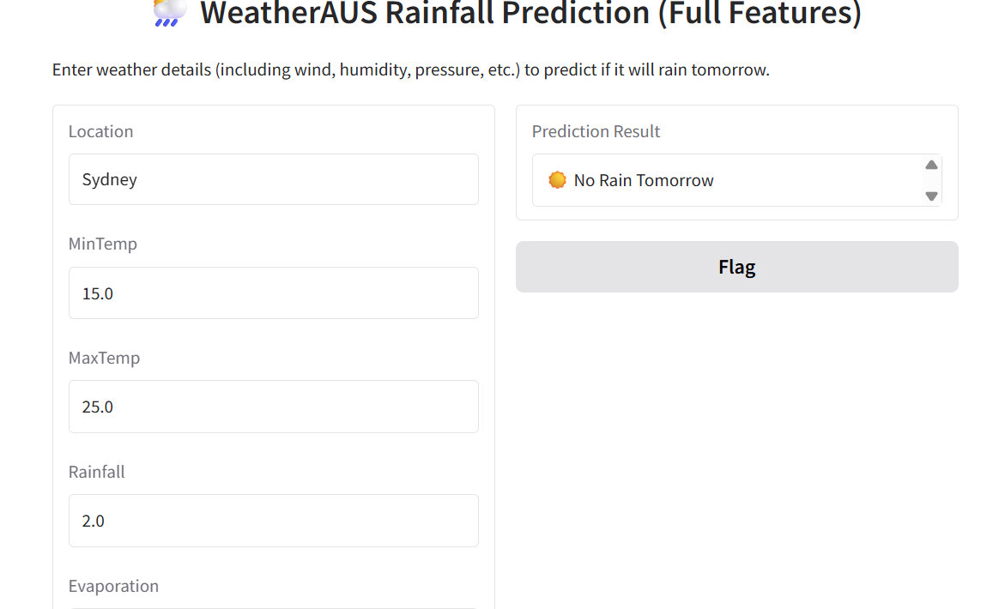 WeatherAUS Rainfall Prediction (Full Features)
Enter weather details (including wind, humidity, pressure, etc.) to predict if it will rain tomorrow.
Location
Sydney
MinTemp
15.0
MaxTemp
25.0
Rainfall
2.0
Evaporation
Prediction Result
No Rain Tomorrow
Flag